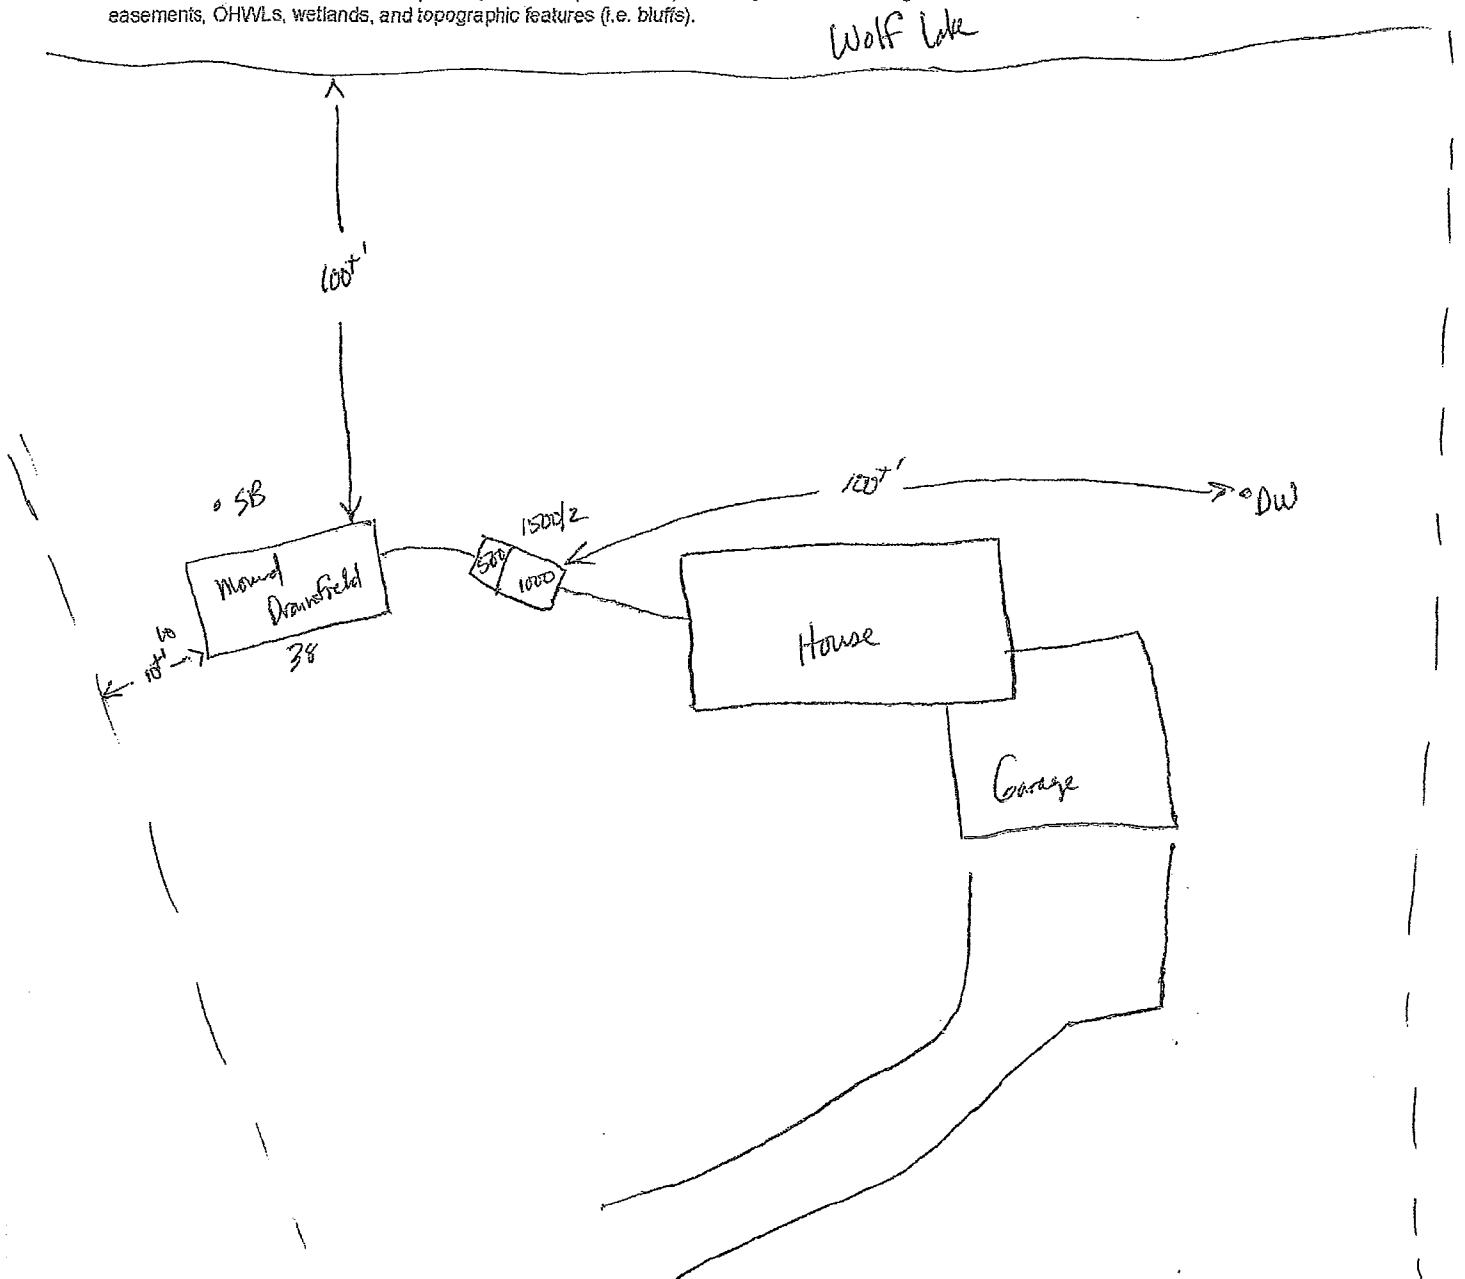 easements, OHWLs, wetlands, and topographic features (i.e. bluffs).
Wolf Lake
100+'
100+'
• SB
• DW
1500/2
500
1000
Mound
Drainfield
House
10
10+'
38
Garage